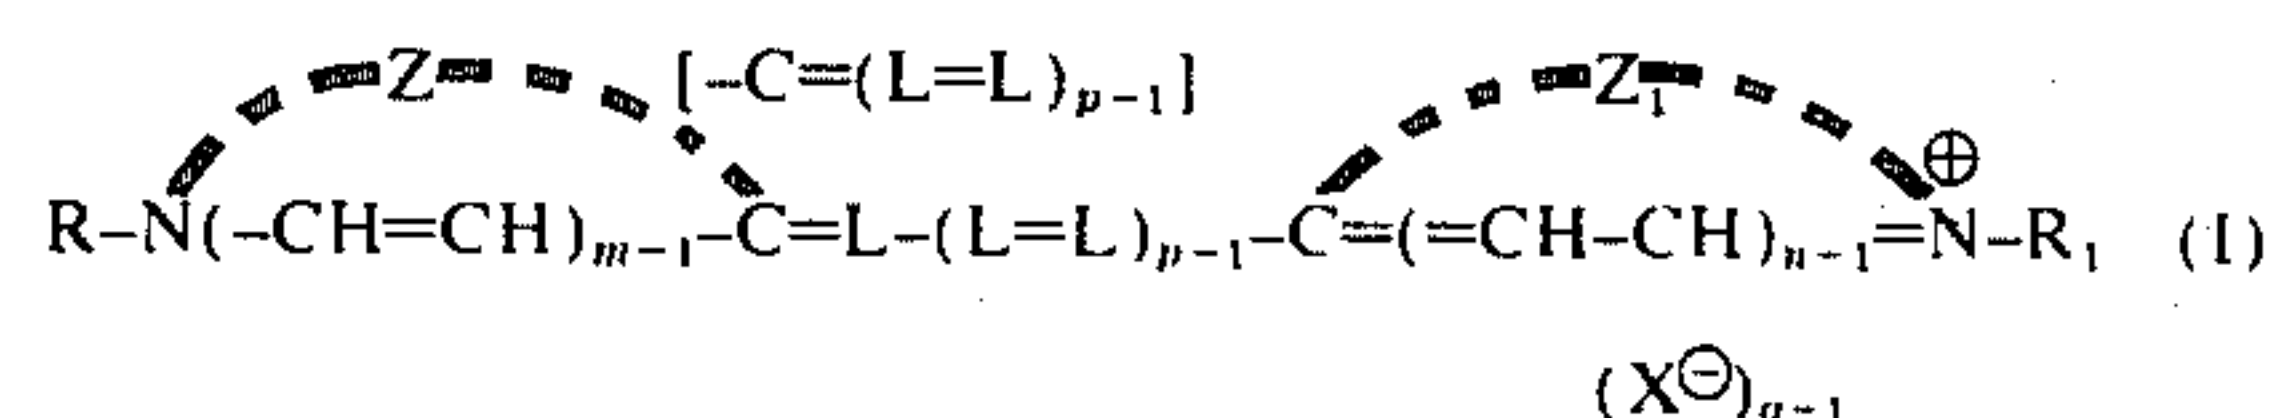 Z [-C=(L=L)p-1] Z1
⊕
R-N(-CH=CH)m-1-C=L-(L=L)p-1-C=(=CH-CH)n-1=N-R1 (I)
(X⊖)q-1